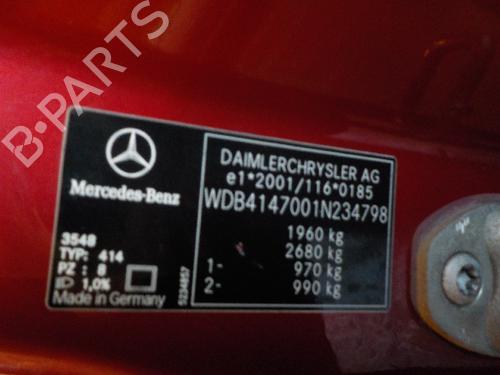 B-PARTS
Mercedes-Benz
3548
TYP: 414
PZ : 8
1,0%
Made in Germany
5234957
DAIMLERCHRYSLER AG
e1*2001/116*0185
WDB4147001N234798
1960 kg
2680 kg
1- 970 kg
2- 990 kg